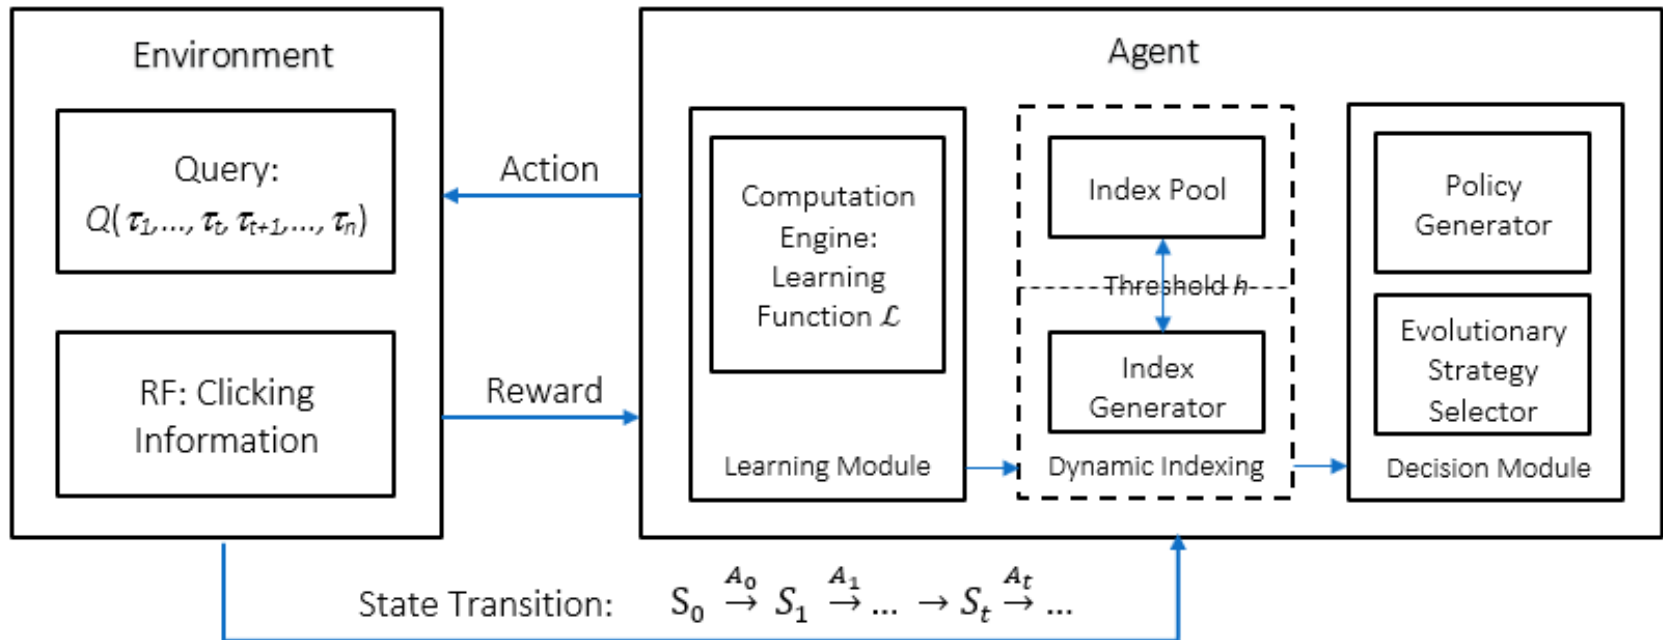 Environment
Query:
Q(τ1,..., τt, τt+1,..., τn)
RF: Clicking
Information
Action
Reward
Agent
Computation
Engine:
Learning
Function ℒ
Learning Module
Index Pool
Threshold h
Index
Generator
Dynamic Indexing
Policy
Generator
Evolutionary
Strategy
Selector
Decision Module
State Transition: S₀ →(A₀) S₁ →(A₁) ... → Sₜ →(Aₜ) ...